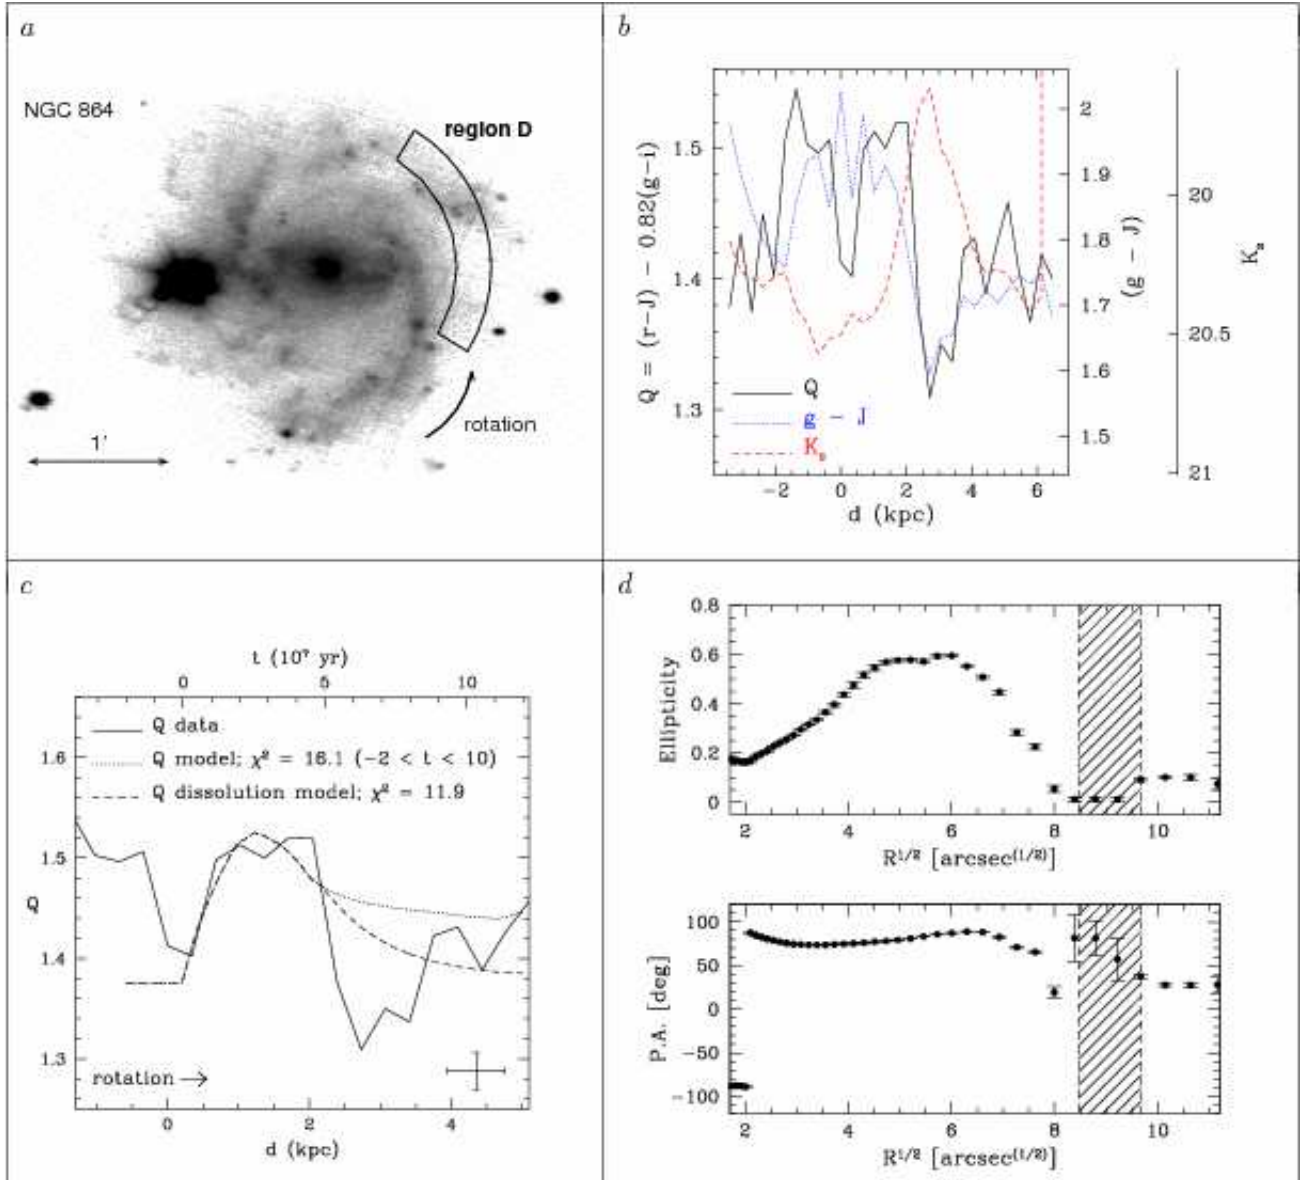 a
NGC 864
region D
rotation
1'
b
Q = (r-J) - 0.82(g-i)
1.5
1.4
1.3
Q
g - J
K_s
-2 0 2 4 6
d (kpc)
2
1.9
1.8
1.7
1.6
1.5
(g - J)
20
20.5
21
K_s
c
t (10⁷ yr)
0 5 10
Q data
Q model; χ² = 16.1 (-2 < t < 10)
Q dissolution model; χ² = 11.9
1.6
1.5
1.4
1.3
Q
rotation →
0 2 4
d (kpc)
d
Ellipticity
0.8
0.6
0.4
0.2
0
2 4 6 8 10
R^{1/2} [arcsec^{(1/2)}]
P.A. [deg]
100
50
0
-50
-100
2 4 6 8 10
R^{1/2} [arcsec^{(1/2)}]